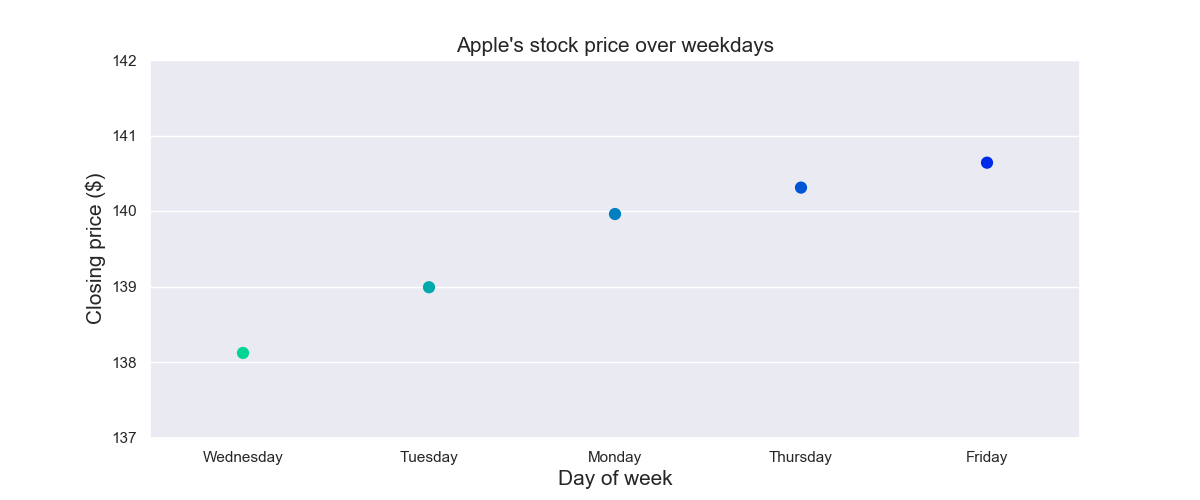 Apple's stock price over weekdays
Closing price ($)
142
141
140
139
138
137
Wednesday Tuesday Monday Thursday Friday
Day of week